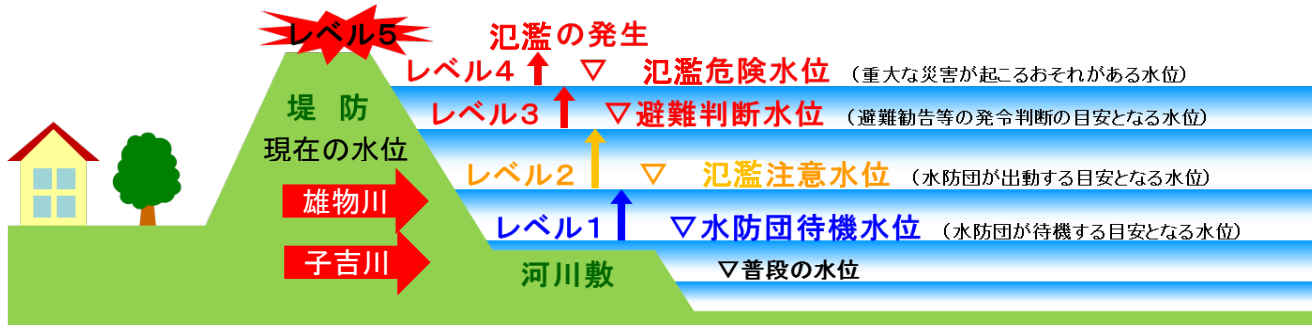 レベル5 氾濫の発生
レベル4 ▽ 氾濫危険水位 (重大な災害が起こるおそれがある水位)
堤防 レベル3 ▽避難判断水位 (避難勧告等の発令判断の目安となる水位)
現在の水位
レベル2 ▽ 氾濫注意水位 (水防団が出動する目安となる水位)
雄物川
レベル1 ▽水防団待機水位 (水防団が待機する目安となる水位)
子吉川
河川敷 ▽普段の水位